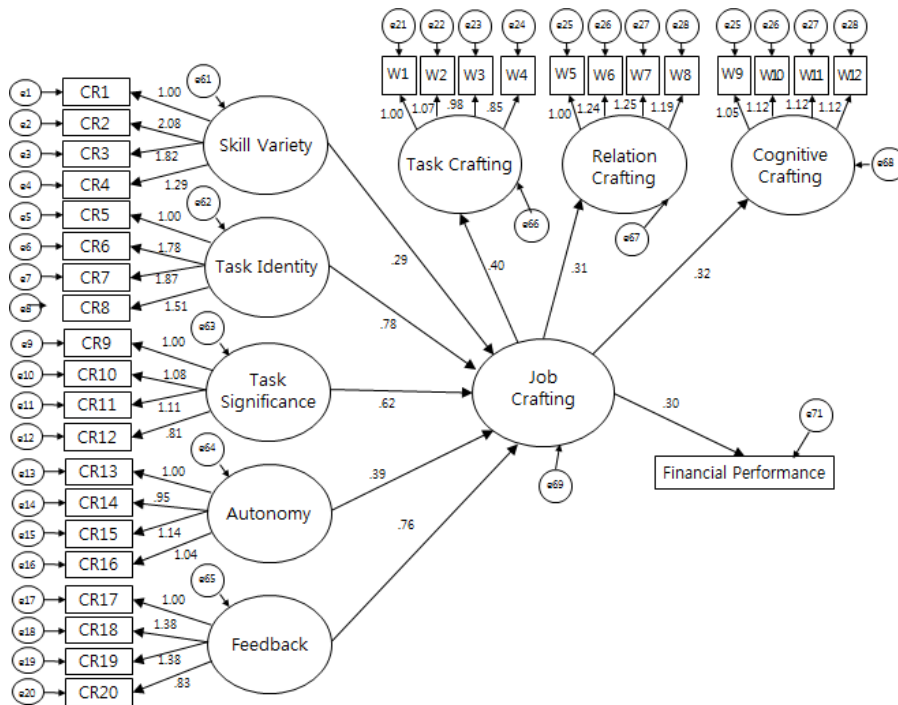 e21 e22 e23 e24 e25 e26 e27 e28 e25 e26 e27 e28
W1 W2 W3 W4 W5 W6 W7 W8 W9 W10 W11 W12
1.00 1.07 .98 .85 1.00 1.24 1.25 1.19 1.05 1.12 1.12 1.12
Task Crafting
Relation
Crafting
Cognitive
Crafting
e66
e67
e68
e1 CR1 1.00
e2 CR2 2.08
e3 CR3 1.82
e4 CR4 1.29
e61
Skill Variety
.29
e5 CR5 1.00
e6 CR6 1.78
e7 CR7 1.87
e8 CR8 1.51
e62
Task Identity
.78
e9 CR9 1.00
e10 CR10 1.08
e11 CR11 1.11
e12 CR12 .81
e63
Task
Significance
.62
e13 CR13 1.00
e14 CR14 .95
e15 CR15 1.14
e16 CR16 1.04
e64
Autonomy
.39
e17 CR17 1.00
e18 CR18 1.38
e19 CR19 1.38
e20 CR20 .83
e65
Feedback
.76
.40
.31
.32
Job
Crafting
e69
.30
e71
Financial Performance